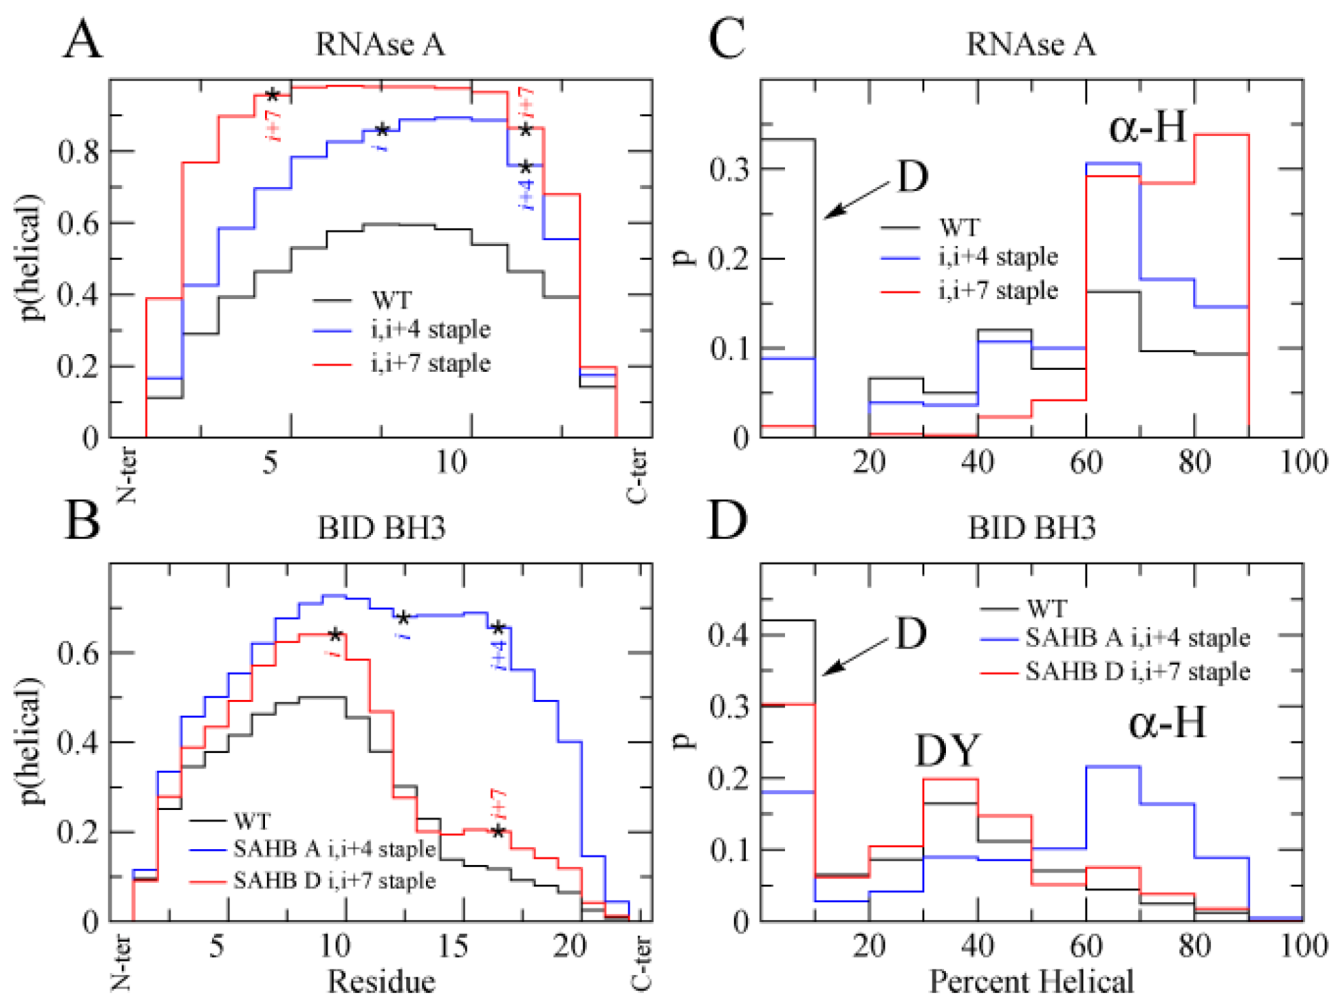 A
RNAse A
p(helical)
0.8
0.6
0.4
0.2
0
i+7
i
i+7
i+4
*
*
*
*
WT
i,i+4 staple
i,i+7 staple
N-ter
5
10
C-ter
C
RNAse A
p
0.3
0.2
0.1
0
D
α-H
WT
i,i+4 staple
i,i+7 staple
20
40
60
80
100
B
BID BH3
p(helical)
0.6
0.4
0.2
0
*
i
*
i
*
i+4
i+7
*
WT
SAHB A i,i+4 staple
SAHB D i,i+7 staple
N-ter
5
10
15
20
C-ter
Residue
D
BID BH3
p
0.4
0.3
0.2
0.1
0
D
DY
α-H
WT
SAHB A i,i+4 staple
SAHB D i,i+7 staple
20
40
60
80
100
Percent Helical